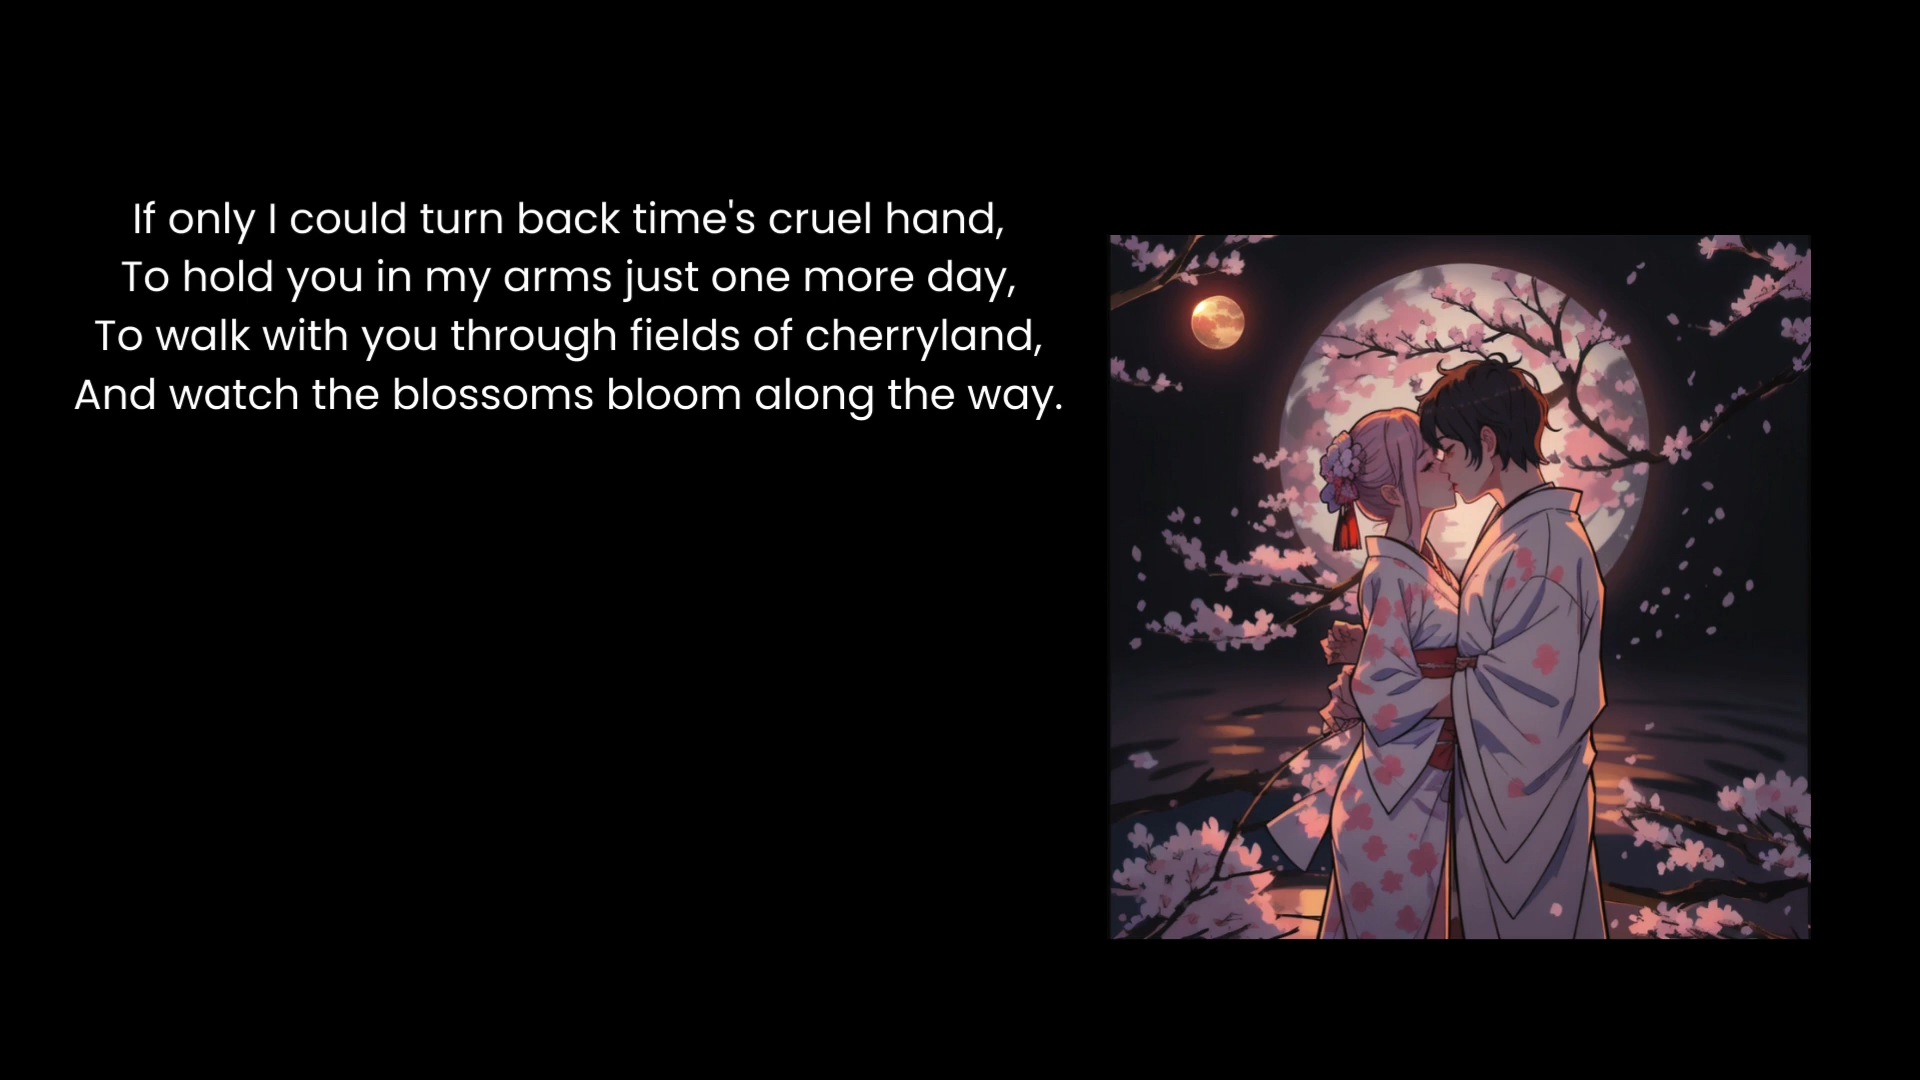 If only I could turn back time's cruel hand,
To hold you in my arms just one more day,
To walk with you through fields of cherryland,
And watch the blossoms bloom along the way.